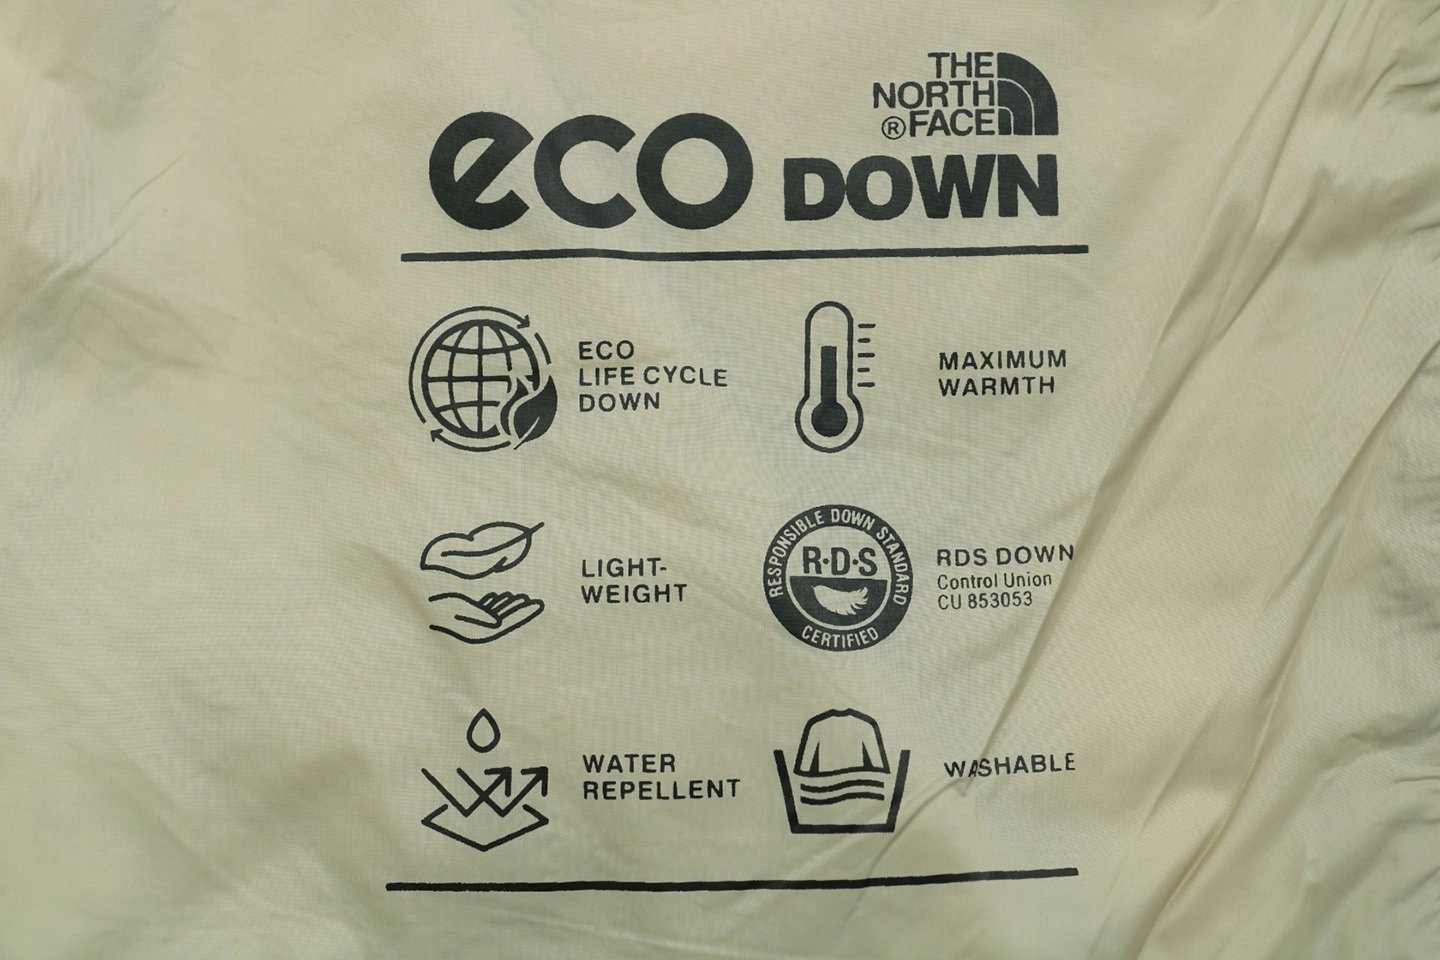 THE
NORTH
®FACE
eco DOWN
ECO
LIFE CYCLE
DOWN
MAXIMUM
WARMTH
LIGHT-
WEIGHT
RESPONSIBLE DOWN STANDARD
R·D·S
CERTIFIED
RDS DOWN
Control Union
CU 853053
WATER
REPELLENT
WASHABLE